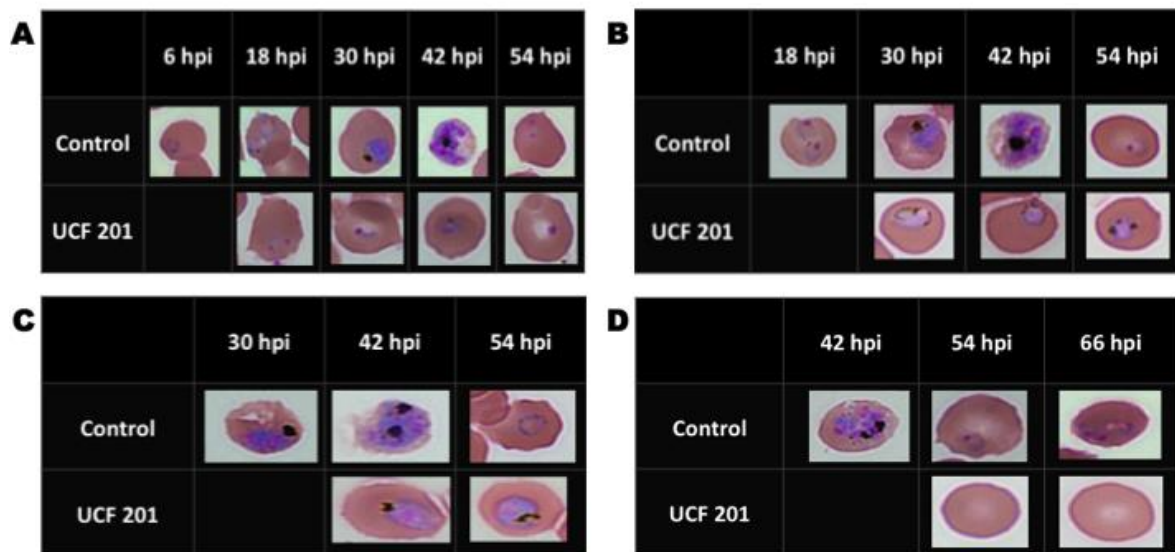 A
6 hpi 18 hpi 30 hpi 42 hpi 54 hpi
Control
UCF 201
B
18 hpi 30 hpi 42 hpi 54 hpi
Control
UCF 201
C
30 hpi 42 hpi 54 hpi
Control
UCF 201
D
42 hpi 54 hpi 66 hpi
Control
UCF 201